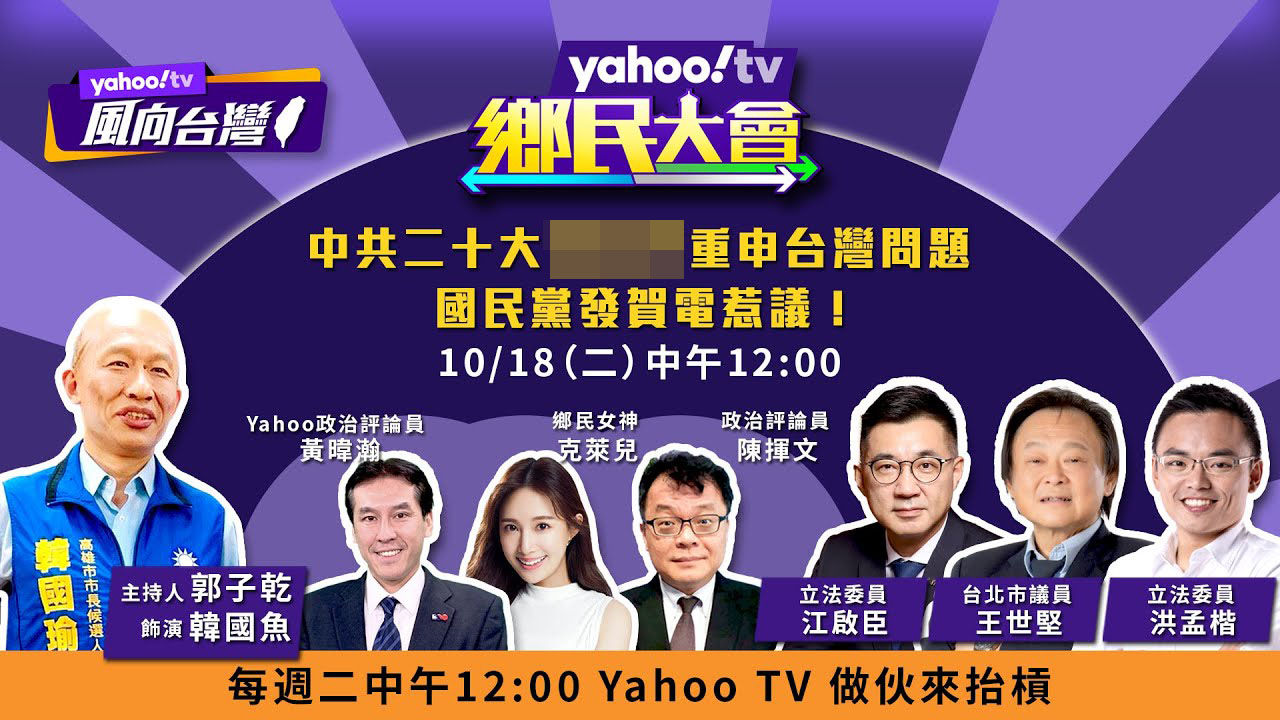 yahoo!tv
風向台灣
yahoo!tv
鄉民大會
中共二十大 重申台灣問題
國民黨發賀電惹議！
10/18（二）中午12:00
Yahoo政治評論員
黃暐瀚
鄉民女神
克萊兒
政治評論員
陳揮文
高雄市市長候選人
韓國瑜
主持人 郭子乾
飾演 韓國魚
立法委員
江啟臣
台北市議員
王世堅
立法委員
洪孟楷
每週二中午12:00 Yahoo TV 做伙來抬槓